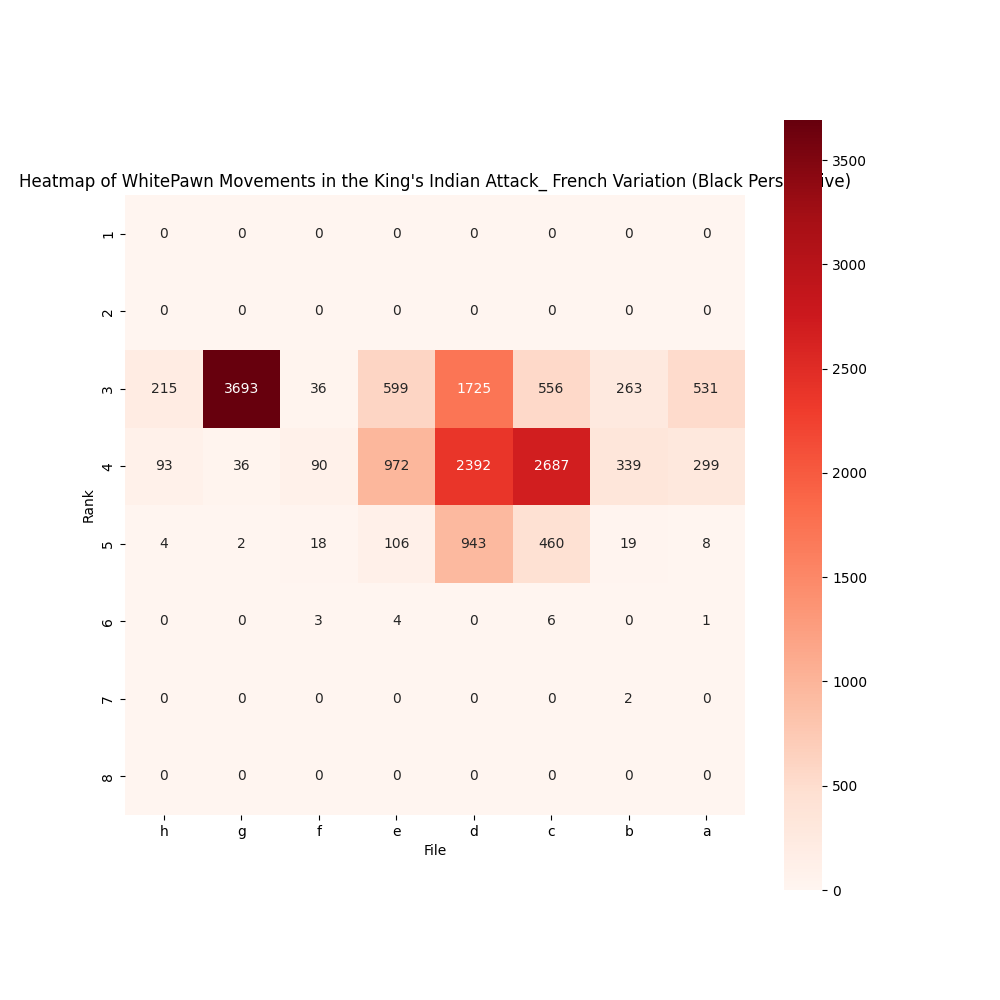 Heatmap of WhitePawn Movements in the King's Indian Attack_ French Variation (Black Pers ive)
3500
3000
2500
2000
1500
1000
500
0
Rank
1 0 0 0 0 0 0 0 0
2 0 0 0 0 0 0 0 0
3 215 3693 36 599 1725 556 263 531
4 93 36 90 972 2392 2687 339 299
5 4 2 18 106 943 460 19 8
6 0 0 3 4 0 6 0 1
7 0 0 0 0 0 0 2 0
8 0 0 0 0 0 0 0 0
h g f e d c b a
File